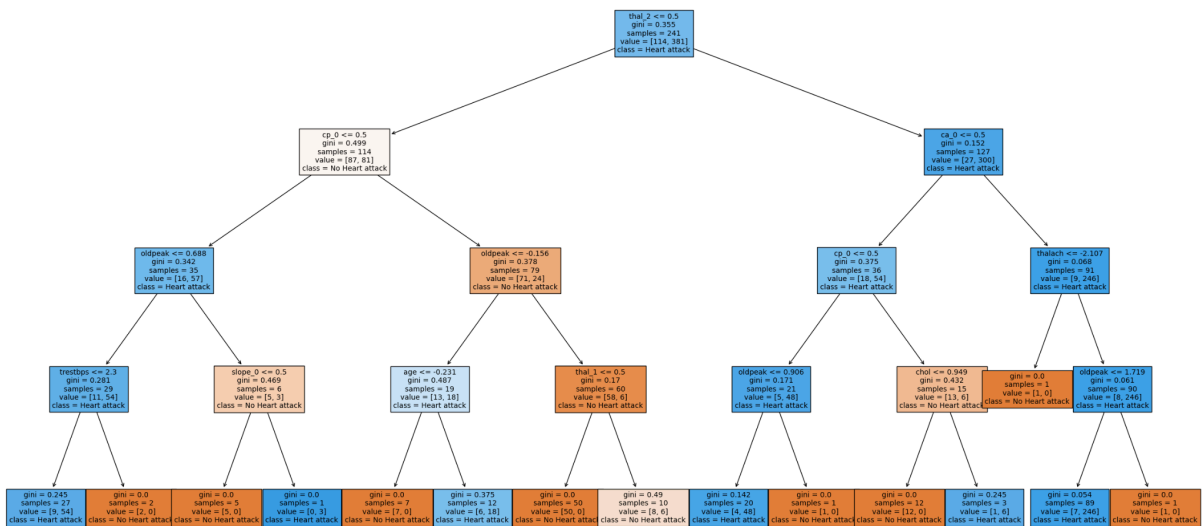 thal_2 <= 0.5
gini = 0.355
samples = 241
value = [114, 381]
class = Heart attack
cp_0 <= 0.5
gini = 0.499
samples = 114
value = [87, 81]
class = No Heart attack
ca_0 <= 0.5
gini = 0.152
samples = 127
value = [27, 300]
class = Heart attack
oldpeak <= 0.688
gini = 0.342
samples = 35
value = [16, 57]
class = Heart attack
oldpeak <= -0.156
gini = 0.378
samples = 79
value = [71, 24]
class = No Heart attack
cp_0 <= 0.5
gini = 0.375
samples = 36
value = [18, 54]
class = Heart attack
thalach <= -2.107
gini = 0.068
samples = 91
value = [9, 246]
class = Heart attack
trestbps <= 2.3
gini = 0.281
samples = 29
value = [11, 54]
class = Heart attack
slope_0 <= 0.5
gini = 0.469
samples = 6
value = [5, 3]
class = No Heart attack
age <= -0.231
gini = 0.487
samples = 19
value = [13, 18]
class = Heart attack
thal_1 <= 0.5
gini = 0.17
samples = 60
value = [58, 6]
class = No Heart attack
oldpeak <= 0.906
gini = 0.171
samples = 21
value = [5, 48]
class = Heart attack
chol <= 0.949
gini = 0.432
samples = 15
value = [13, 6]
class = No Heart attack
gini = 0.0
samples = 1
value = [1, 0]
class = No Heart attack
oldpeak <= 1.719
gini = 0.061
samples = 90
value = [8, 246]
class = Heart attack
gini = 0.245
samples = 27
value = [9, 54]
class = Heart attack
gini = 0.0
samples = 2
value = [2, 0]
class = No Heart attack
gini = 0.0
samples = 5
value = [5, 0]
class = No Heart attack
gini = 0.0
samples = 1
value = [0, 3]
class = Heart attack
gini = 0.0
samples = 7
value = [7, 0]
class = No Heart attack
gini = 0.375
samples = 12
value = [6, 18]
class = Heart attack
gini = 0.0
samples = 50
value = [50, 0]
class = No Heart attack
gini = 0.49
samples = 10
value = [8, 6]
class = No Heart attack
gini = 0.142
samples = 20
value = [4, 48]
class = Heart attack
gini = 0.0
samples = 1
value = [1, 0]
class = No Heart attack
gini = 0.0
samples = 12
value = [12, 0]
class = No Heart attack
gini = 0.245
samples = 3
value = [1, 6]
class = Heart attack
gini = 0.054
samples = 89
value = [7, 246]
class = Heart attack
gini = 0.0
samples = 1
value = [1, 0]
class = No Heart attack